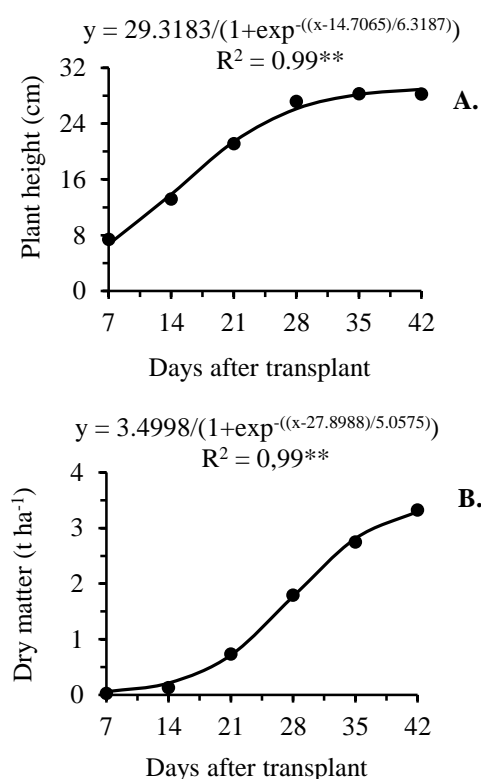 y = 29.3183/(1+exp^-((x-14.7065)/6.3187))
R² = 0.99**
32
24
16
8
0
Plant height (cm)
A.
7 14 21 28 35 42
Days after transplant
y = 3.4998/(1+exp^-((x-27.8988)/5.0575))
R² = 0,99**
4
3
2
1
0
Dry matter (t ha⁻¹)
B.
7 14 21 28 35 42
Days after transplant